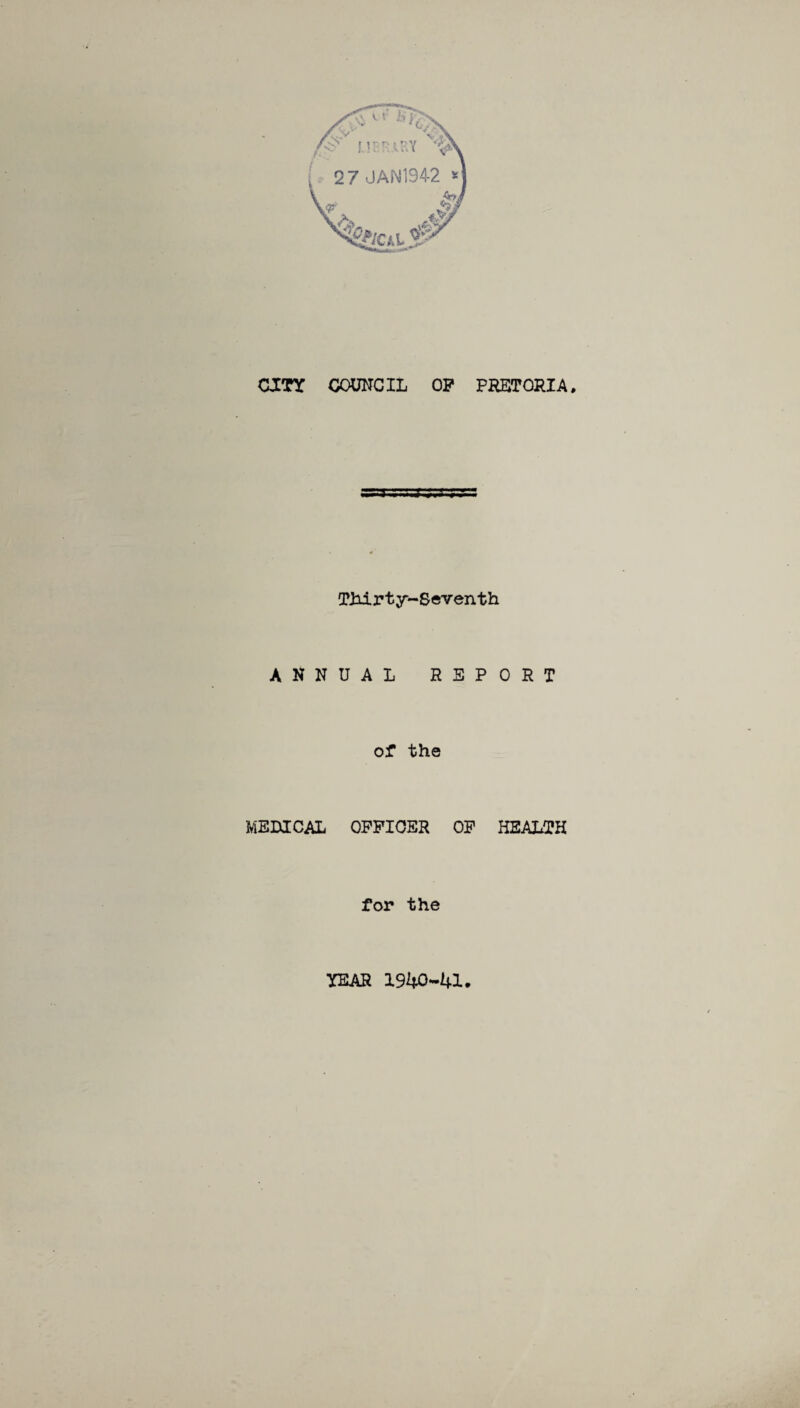 LIBRARY
27 JAN1942 *
CITY COUNCIL OF PRETORIA.
Thirty-Seventh
ANNUAL REPORT
of the
MEDICAL OFFICER OF HEALTH
for the
YEAR 1940-41.